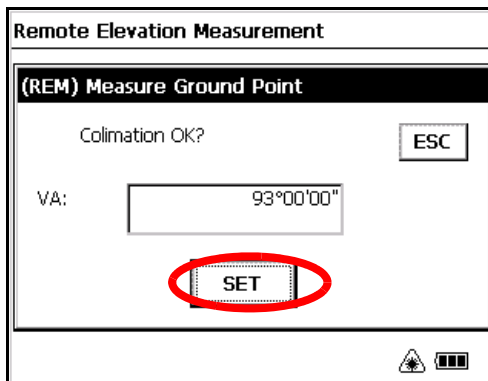 Remote Elevation Measurement
(REM) Measure Ground Point
Colimation OK?
ESC
VA: 93°00'00"
SET